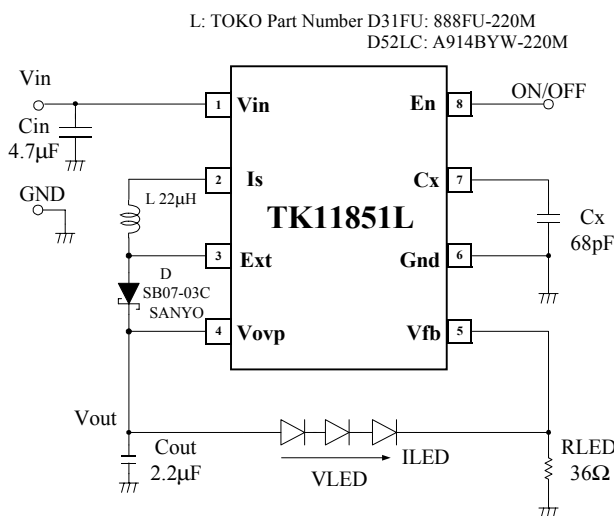 L: TOKO Part Number D31FU: 888FU-220M
D52LC: A914BYW-220M
Vin
Cin
4.7µF
GND
1 Vin
2 Is
3 Ext
4 Vovp
TK11851L
En 8
Cx 7
Gnd 6
Vfb 5
ON/OFF
L 22µH
Cx
68pF
D
SB07-03C
SANYO
Vout
Cout
2.2µF
VLED
ILED
RLED
36Ω